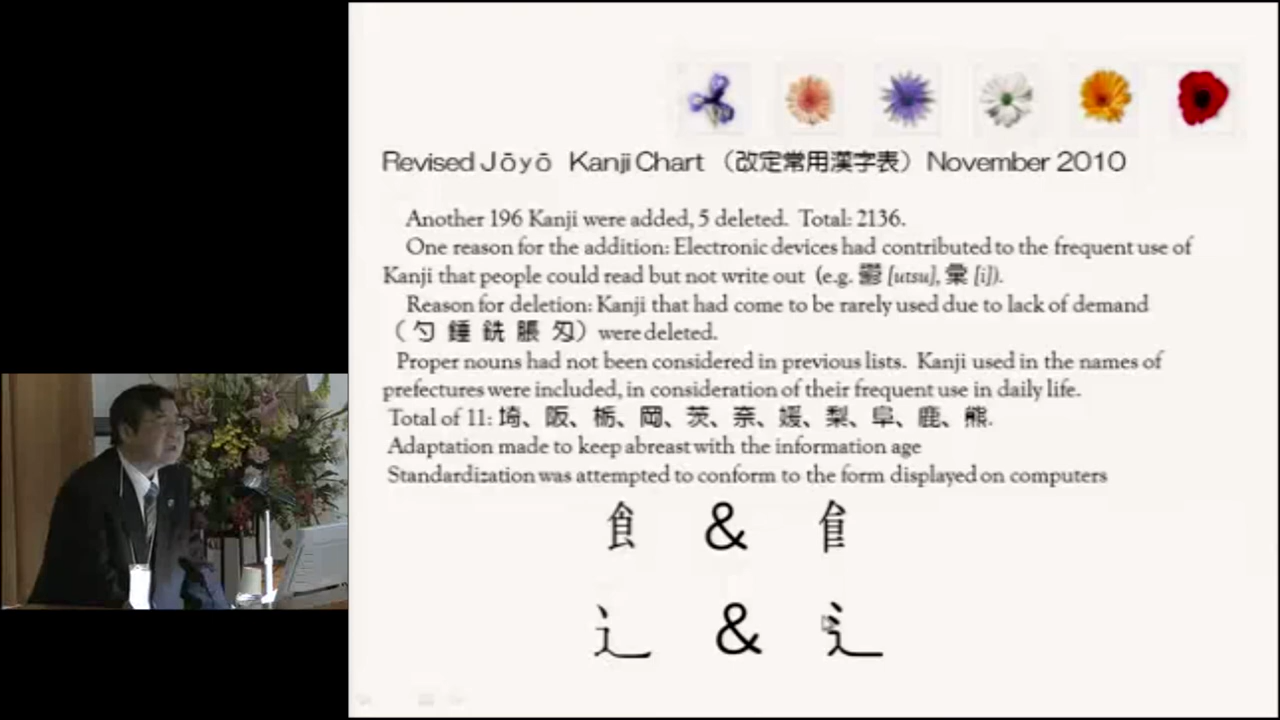 Revised Jōyō Kanji Chart （改定常用漢字表） November 2010
Another 196 Kanji were added, 5 deleted. Total: 2136.
One reason for the addition: Electronic devices had contributed to the frequent use of
Kanji that people could read but not write out (e.g. 鬱 [utsu], 彙 [i]).
Reason for deletion: Kanji that had come to be rarely used due to lack of demand
（ 勺 錘 銑 脹 匁） were deleted.
Proper nouns had not been considered in previous lists. Kanji used in the names of
prefectures were included, in consideration of their frequent use in daily life.
Total of 11: 埼、阪、栃、岡、茨、奈、媛、梨、阜、鹿、熊.
Adaptation made to keep abreast with the information age
Standardization was attempted to conform to the form displayed on computers
飠 & 飠
⻌ & ⻍